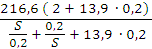 216,6 ( 2 + 13,9 · 0,2)
S/0,2 + 0,2/S + 13,9 · 0,2